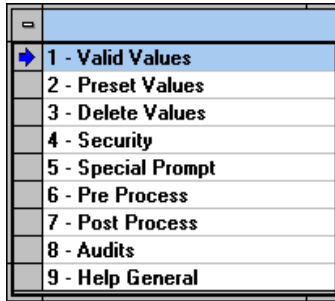 1 - Valid Values
2 - Preset Values
3 - Delete Values
4 - Security
5 - Special Prompt
6 - Pre Process
7 - Post Process
8 - Audits
9 - Help General